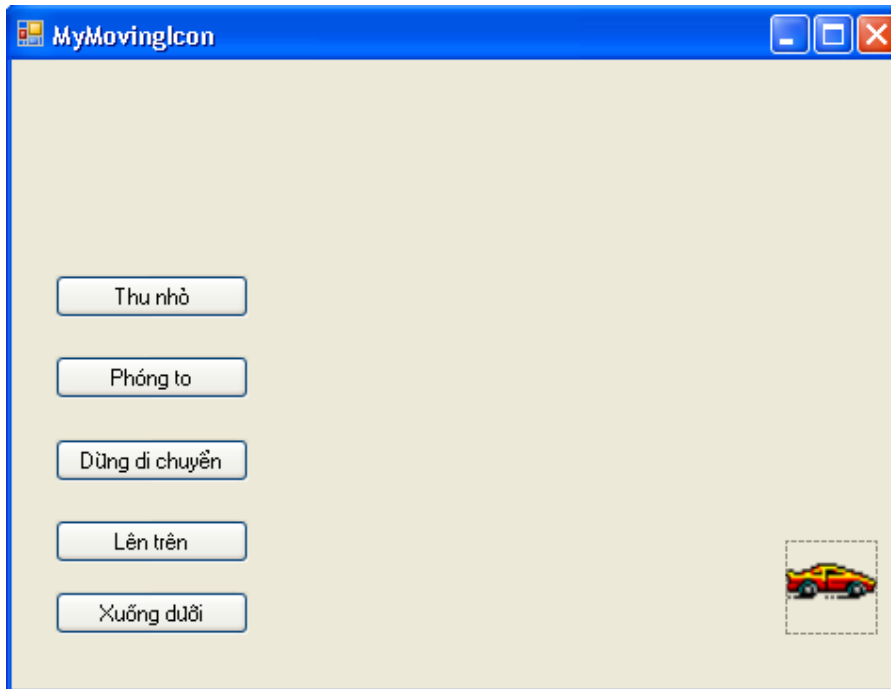 MyMovingIcon
Thu nhỏ
Phóng to
Dừng di chuyển
Lên trên
Xuống dưới